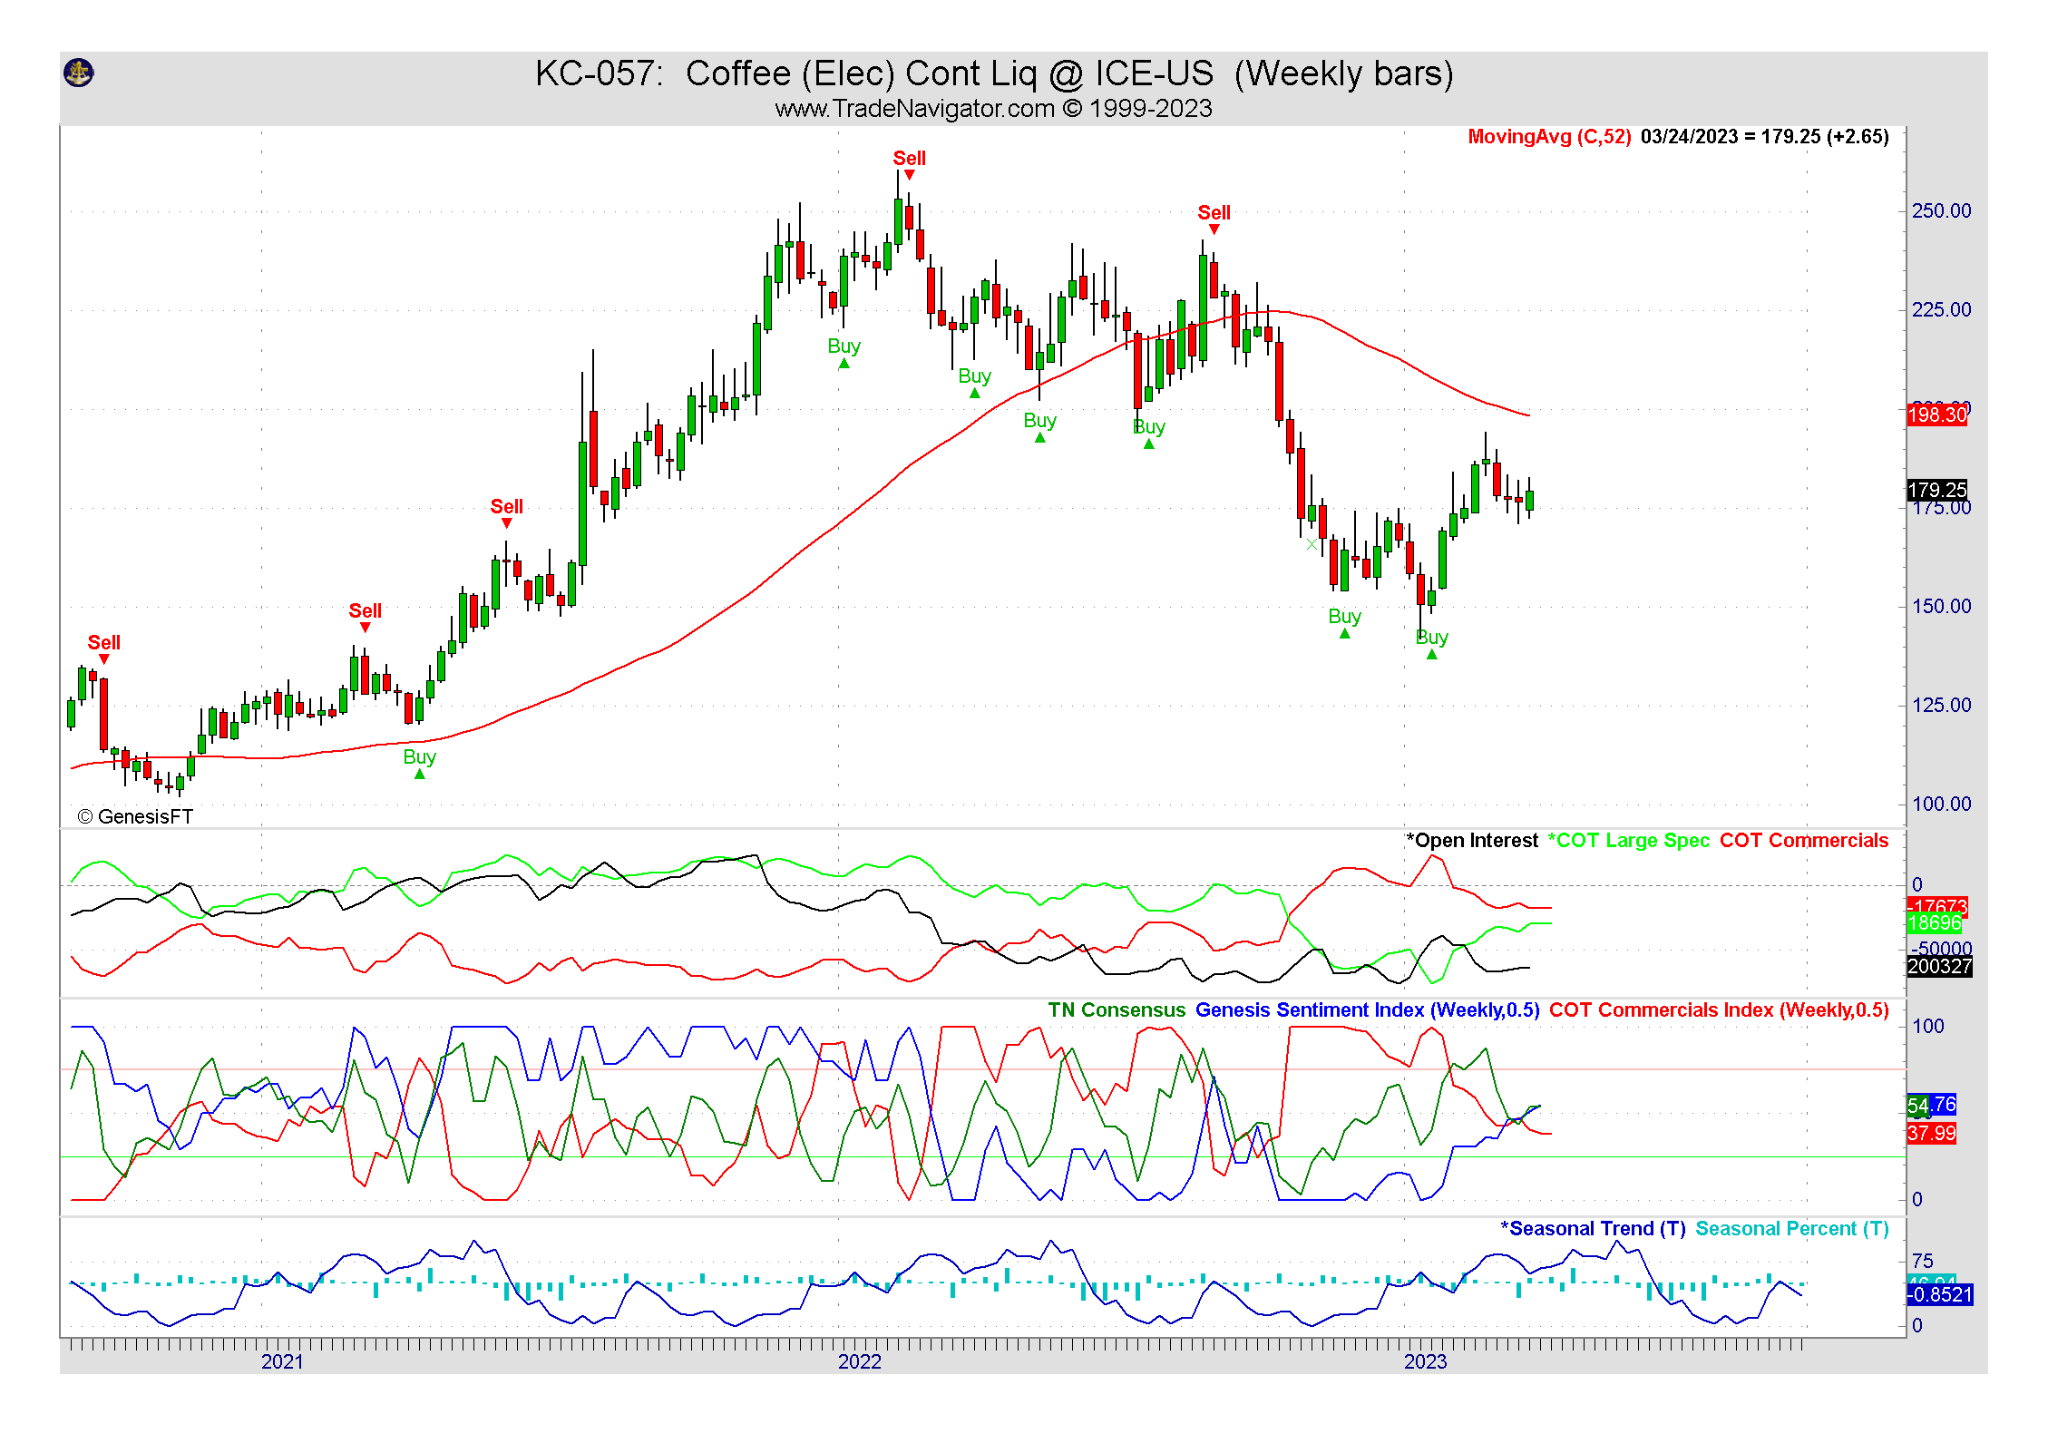 KC-057:  Coffee (Elec) Cont Liq @ ICE-US  (Weekly bars)
www.TradeNavigator.com © 1999-2023
MovingAvg (C,52) 03/24/2023 = 179.25 (+2.65)
Sell
Sell
250.00
225.00
Buy
Buy
198.30
Buy
Buy
179.25
Sell
175.00
Sell
150.00
Buy
Sell
Buy
125.00
Buy
100.00
© GenesisFT
*Open Interest *COT Large Spec COT Commercials
0
-17673
18696
-50000
200327
TN Consensus Genesis Sentiment Index (Weekly,0.5) COT Commercials Index (Weekly,0.5)
100
54.76
37.99
0
*Seasonal Trend (T) Seasonal Percent (T)
75
-0.8521
0
2021 2022 2023